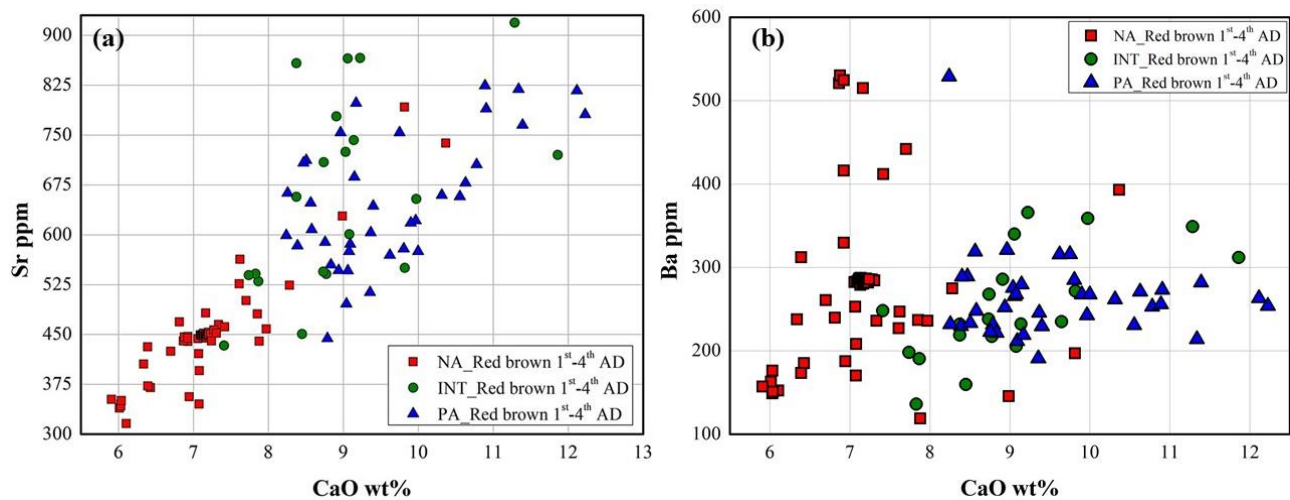 (a)
900
825
750
675
600
525
450
375
300
Sr ppm
6 7 8 9 10 11 12 13
CaO wt%
NA_Red brown 1st-4th AD
INT_Red brown 1st-4th AD
PA_Red brown 1st-4th AD
(b)
600
500
400
300
200
100
Ba ppm
6 7 8 9 10 11 12
CaO wt%
NA_Red brown 1st-4th AD
INT_Red brown 1st-4th AD
PA_Red brown 1st-4th AD